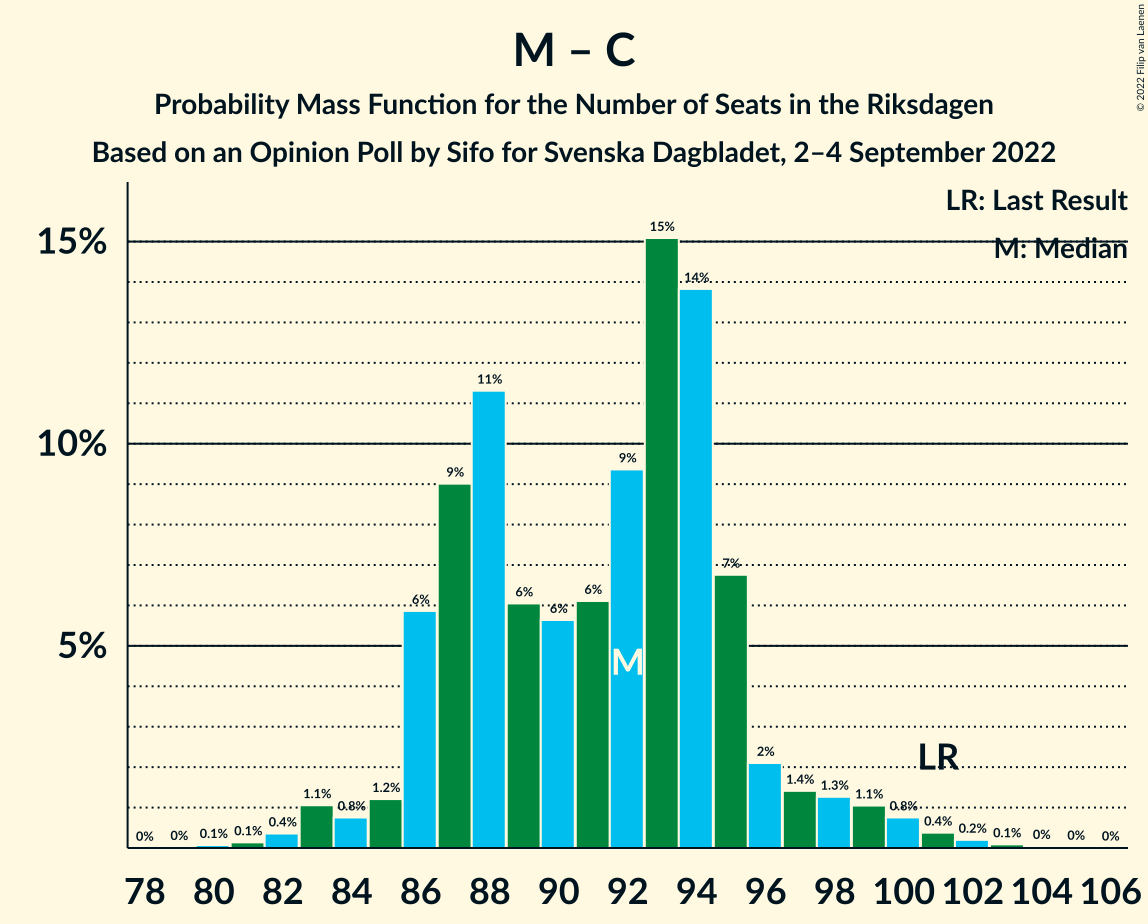 M – C
Probability Mass Function for the Number of Seats in the Riksdagen
Based on an Opinion Poll by Sifo for Svenska Dagbladet, 2–4 September 2022
© 2022 Filip van Laenen
LR: Last Result
M: Median
15%
10%
5%
0% 0% 0.1% 0.1% 0.4% 1.1% 0.8% 1.2% 6% 9% 11% 6% 6% 6% 9% 15% 14% 7% 2% 1.4% 1.3% 1.1% 0.8% 0.4% 0.2% 0.1% 0% 0% 0%
M
LR
78 80 82 84 86 88 90 92 94 96 98 100 102 104 106